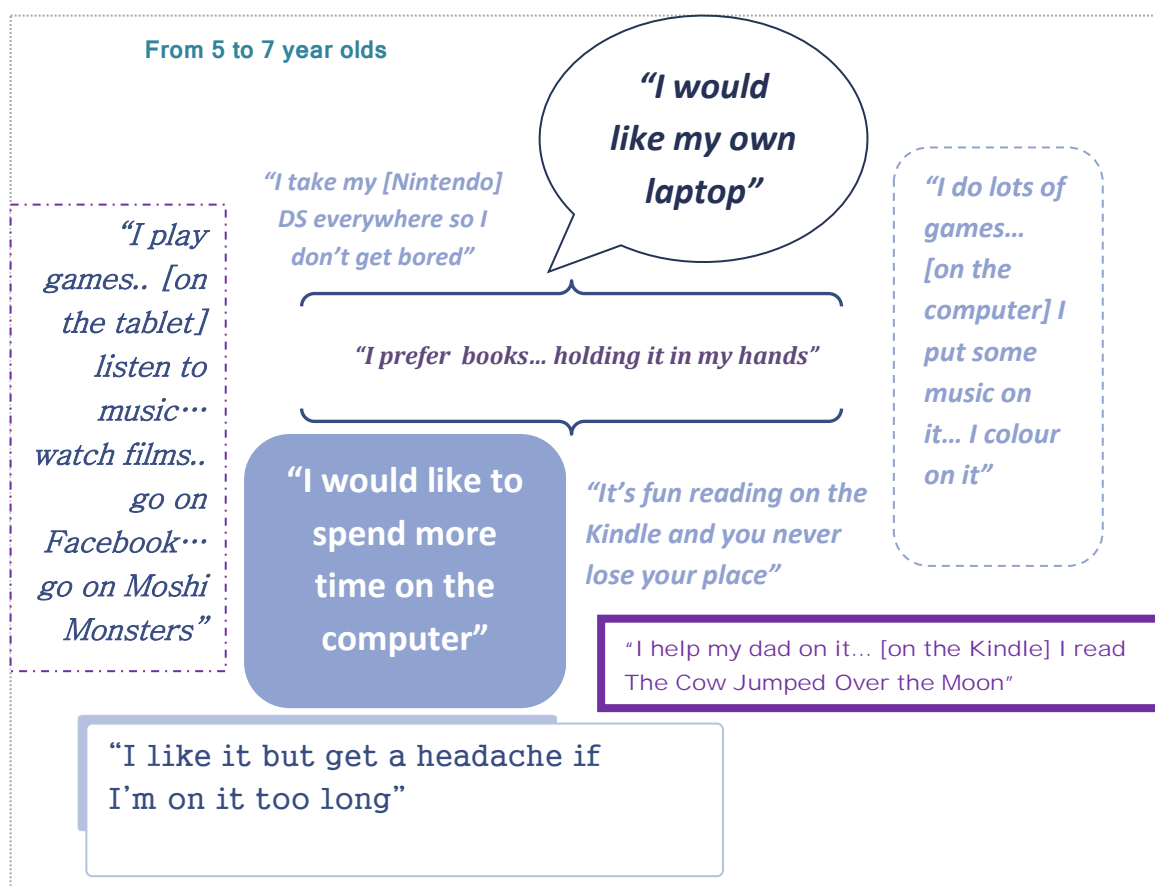 From 5 to 7 year olds
“I would
like my own
laptop”
“I take my [Nintendo]
DS everywhere so I
don’t get bored”
“I do lots of
games…
[on the
computer] I
put some
music on
it… I colour
on it”
“I play
games.. [on
the tablet]
listen to
music…
watch films..
go on
Facebook…
go on Moshi
Monsters”
“I prefer  books… holding it in my hands”
“I would like to
spend more
time on the
computer”
“It’s fun reading on the
Kindle and you never
lose your place”
“I help my dad on it… [on the Kindle] I read
The Cow Jumped Over the Moon”
“I like it but get a headache if
I’m on it too long”